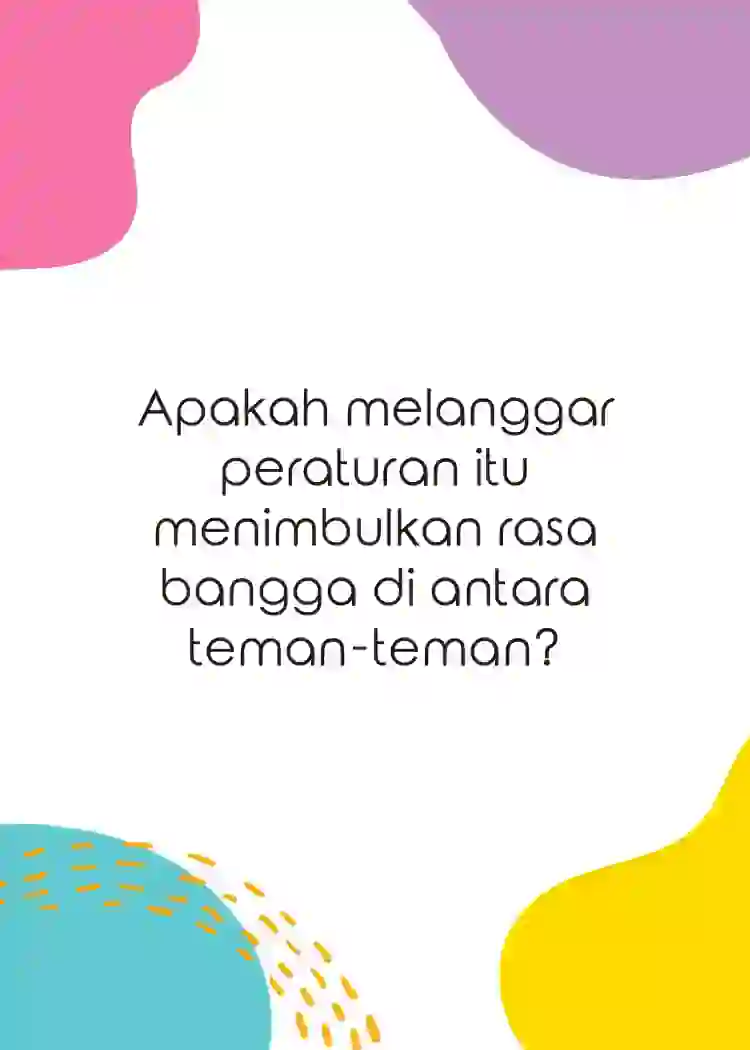 Apakah melanggar
peraturan itu
menimbulkan rasa
bangga di antara
teman-teman?